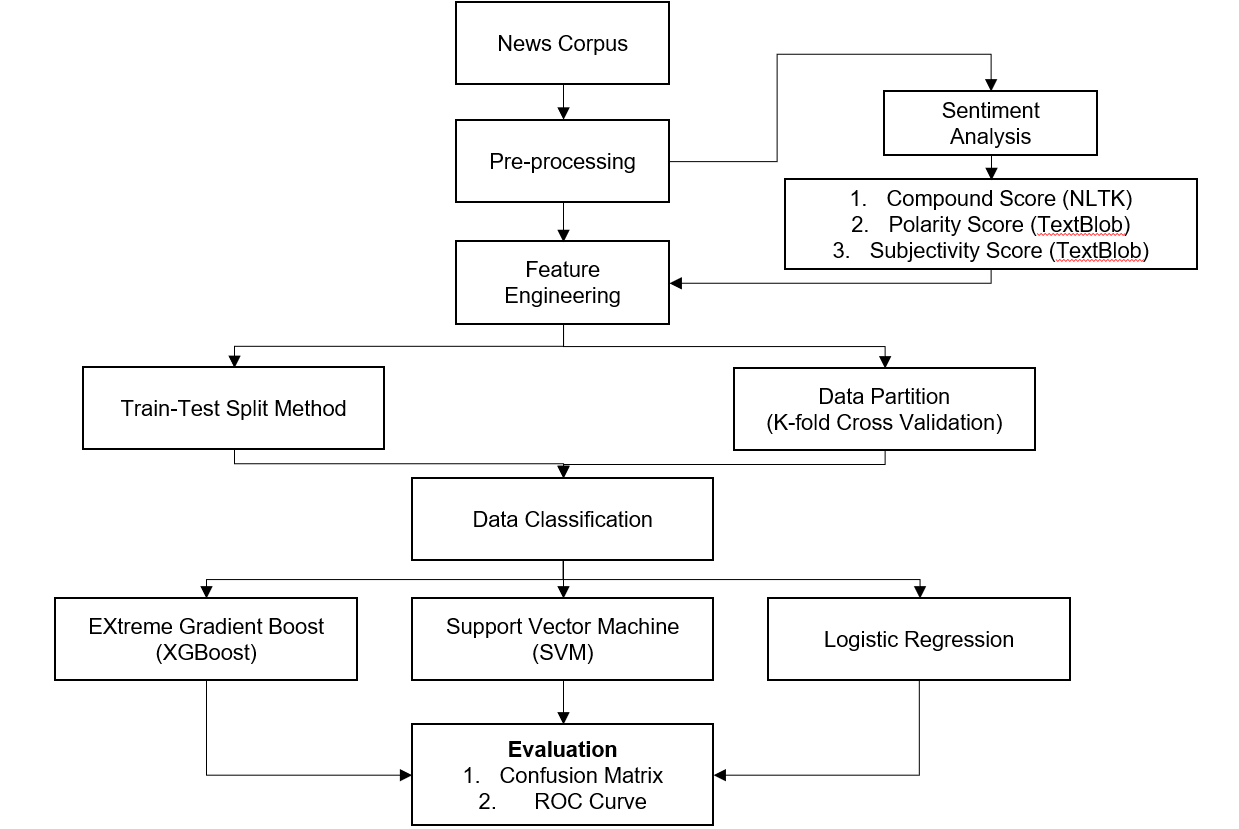 News Corpus
Pre-processing
Sentiment
Analysis
1. Compound Score (NLTK)
2. Polarity Score (TextBlob)
3. Subjectivity Score (TextBlob)
Feature
Engineering
Train-Test Split Method
Data Partition
(K-fold Cross Validation)
Data Classification
EXtreme Gradient Boost
(XGBoost)
Support Vector Machine
(SVM)
Logistic Regression
Evaluation
1. Confusion Matrix
2. ROC Curve